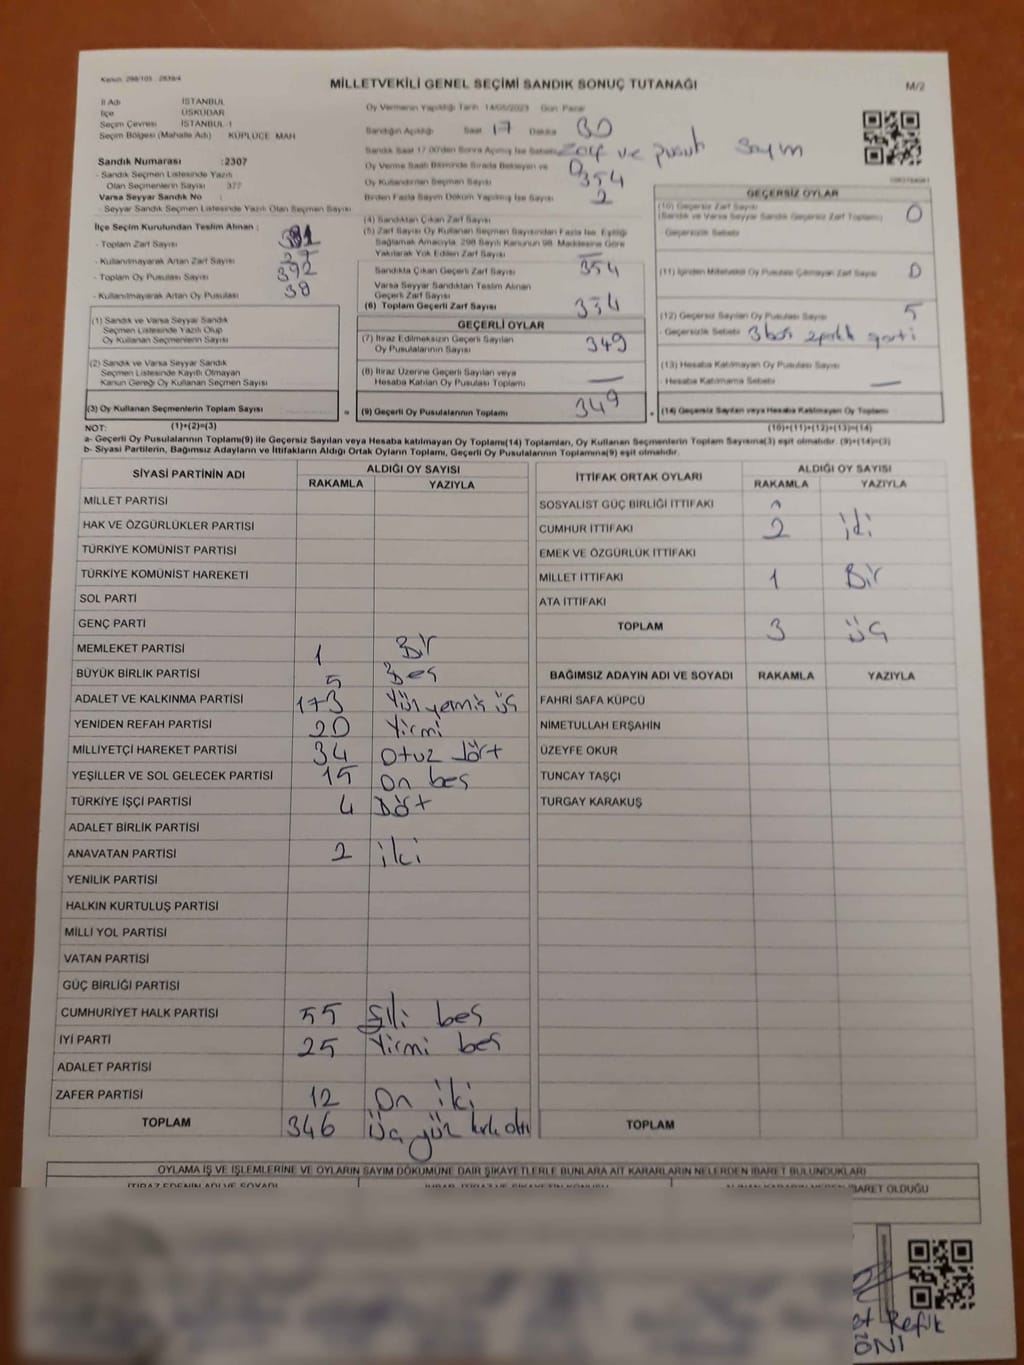 Kanun: 298/105 - 2839/4
MİLLETVEKİLİ GENEL SEÇİMİ SANDIK SONUÇ TUTANAĞI
M/2
İl Adı İSTANBUL
İlçe ÜSKÜDAR
Seçim Çevresi İSTANBUL 1
Seçim Bölgesi (Mahalle Adı) KÜPLÜCE MAH
Sandık Numarası :2307
- Sandık Seçmen Listesinde Yazılı
Olan Seçmenlerin Sayısı 377
Varsa Seyyar Sandık No :
- Seyyar Sandık Seçmen Listesinde Yazılı Olan Seçmen Sayısı
İlçe Seçim Kurulundan Teslim Alınan :
- Toplam Zarf Sayısı
- Kullanılmayarak Artan Zarf Sayısı
- Toplam Oy Pusulası Sayısı 392
- Kullanılmayarak Artan Oy Pusulası 38
Oy Vermenin Yapıldığı Tarih 14/05/2023 Gün Pazar
Sandığın Açıldığı Saat 17 Dakika 30
Sandık Saat 17.00'den Sonra Açılmış İse Sebebi Zarf ve pusula sayım
Oy Verme Saati Bitiminde Sırada Bekleyen ve 0
Oy Kullandırılan Seçmen Sayısı 354
Birden Fazla Sayım Döküm Yapılmış İse Sayısı 2
(4) Sandıktan Çıkan Zarf Sayısı
(5) Zarf Sayısı Oy Kullanan Seçmen Sayısından Fazla İse, Eşitliği
Sağlamak Amacıyla, 298 Sayılı Kanunun 98. Maddesine Göre
Yakılarak Yok Edilen Zarf Sayısı —
Sandıkta Çıkan Geçerli Zarf Sayısı 354
Varsa Seyyar Sandıktan Teslim Alınan
Geçerli Zarf Sayısı
(6) Toplam Geçerli Zarf Sayısı 354
GEÇERLİ OYLAR
(7) İtiraz Edilmeksizin Geçerli Sayılan
Oy Pusulalarının Sayısı 349
(8) İtiraz Üzerine Geçerli Sayılan veya
Hesaba Katılan Oy Pusulası Toplamı —
(9) Geçerli Oy Pusulalarının Toplamı 349
GEÇERSİZ OYLAR
(10) Geçersiz Zarf Sayısı 0
(Sandık ve Varsa Seyyar Sandık Geçersiz Zarf Toplamı)
- Geçersizlik Sebebi
(11) İçinden Milletvekili Oy Pusulası Çıkmayan Zarf Sayısı 0
(12) Geçersiz Sayılan Oy Pusulası Sayısı 5
- Geçersizlik Sebebi 3 boş
(13) Hesaba Katılmayan Oy Pusulası Sayısı
- Hesaba Katılmama Sebebi —
(14) Geçersiz Sayılan veya Hesaba Katılmayan Oy Toplamı
(10)+(11)+(12)+(13)=(14)
(1) Sandık ve Varsa Seyyar Sandık
Seçmen Listesinde Yazılı Olup
Oy Kullanan Seçmenlerin Sayısı
(2) Sandık ve Varsa Seyyar Sandık
Seçmen Listesinde Kayıtlı Olmayan
Kanun Gereği Oy Kullanan Seçmen Sayısı
(3) Oy Kullanan Seçmenlerin Toplam Sayısı
NOT: (1)+(2)=(3)
a- Geçerli Oy Pusulalarının Toplamı(9) ile Geçersiz Sayılan veya Hesaba katılmayan Oy Toplamı(14) Toplamları, Oy Kullanan Seçmenlerin Toplam Sayısına(3) eşit olmalıdır. (9)+(14)=(3)
b- Siyasi Partilerin, Bağımsız Adayların ve İttifakların Aldığı Ortak Oyların Toplamı, Geçerli Oy Pusulalarının Toplamına(9) eşit olmalıdır.
SİYASİ PARTİNİN ADI ALDIĞI OY SAYISI
RAKAMLA YAZIYLA
MİLLET PARTİSİ
HAK VE ÖZGÜRLÜKLER PARTİSİ
TÜRKİYE KOMÜNİST PARTİSİ
TÜRKİYE KOMÜNİST HAREKETİ
SOL PARTİ
GENÇ PARTİ
MEMLEKET PARTİSİ 1 Bir
BÜYÜK BİRLİK PARTİSİ 5 Beş
ADALET VE KALKINMA PARTİSİ 173 Yüz yetmiş üç
YENİDEN REFAH PARTİSİ 20 Yirmi
MİLLİYETÇİ HAREKET PARTİSİ 34 Otuz dört
YEŞİLLER VE SOL GELECEK PARTİSİ 15 On beş
TÜRKİYE İŞÇİ PARTİSİ 4 Dört
ADALET BİRLİK PARTİSİ
ANAVATAN PARTİSİ 2 iki
YENİLİK PARTİSİ
HALKIN KURTULUŞ PARTİSİ
MİLLİ YOL PARTİSİ
VATAN PARTİSİ
GÜÇ BİRLİĞİ PARTİSİ
CUMHURİYET HALK PARTİSİ 55 Elli beş
İYİ PARTİ 25 Yirmi beş
ADALET PARTİSİ
ZAFER PARTİSİ 12 On iki
TOPLAM 346 Üç yüz kırk altı
İTTİFAK ORTAK OYLARI ALDIĞI OY SAYISI
RAKAMLA YAZIYLA
SOSYALİST GÜÇ BİRLİĞİ İTTİFAKI
CUMHUR İTTİFAKI 2 iki
EMEK VE ÖZGÜRLÜK İTTİFAKI
MİLLET İTTİFAKI 1 Bir
ATA İTTİFAKI
TOPLAM 3 üç
BAĞIMSIZ ADAYIN ADI VE SOYADI RAKAMLA YAZIYLA
FAHRİ SAFA KÜPCÜ
NİMETULLAH ERŞAHİN
ÜZEYFE OKUR
TUNCAY TAŞÇI
TURGAY KARAKUŞ
TOPLAM
OYLAMA İŞ VE İŞLEMLERİNE VE OYLARIN SAYIM DÖKÜMÜNE DAİR ŞİKAYETLERLE BUNLARA AİT KARARLARIN NELERDEN İBARET BULUNDUKLARI
İTİRAZ EDENİN ADI VE SOYADI
İBARET OLDUĞU
Refik